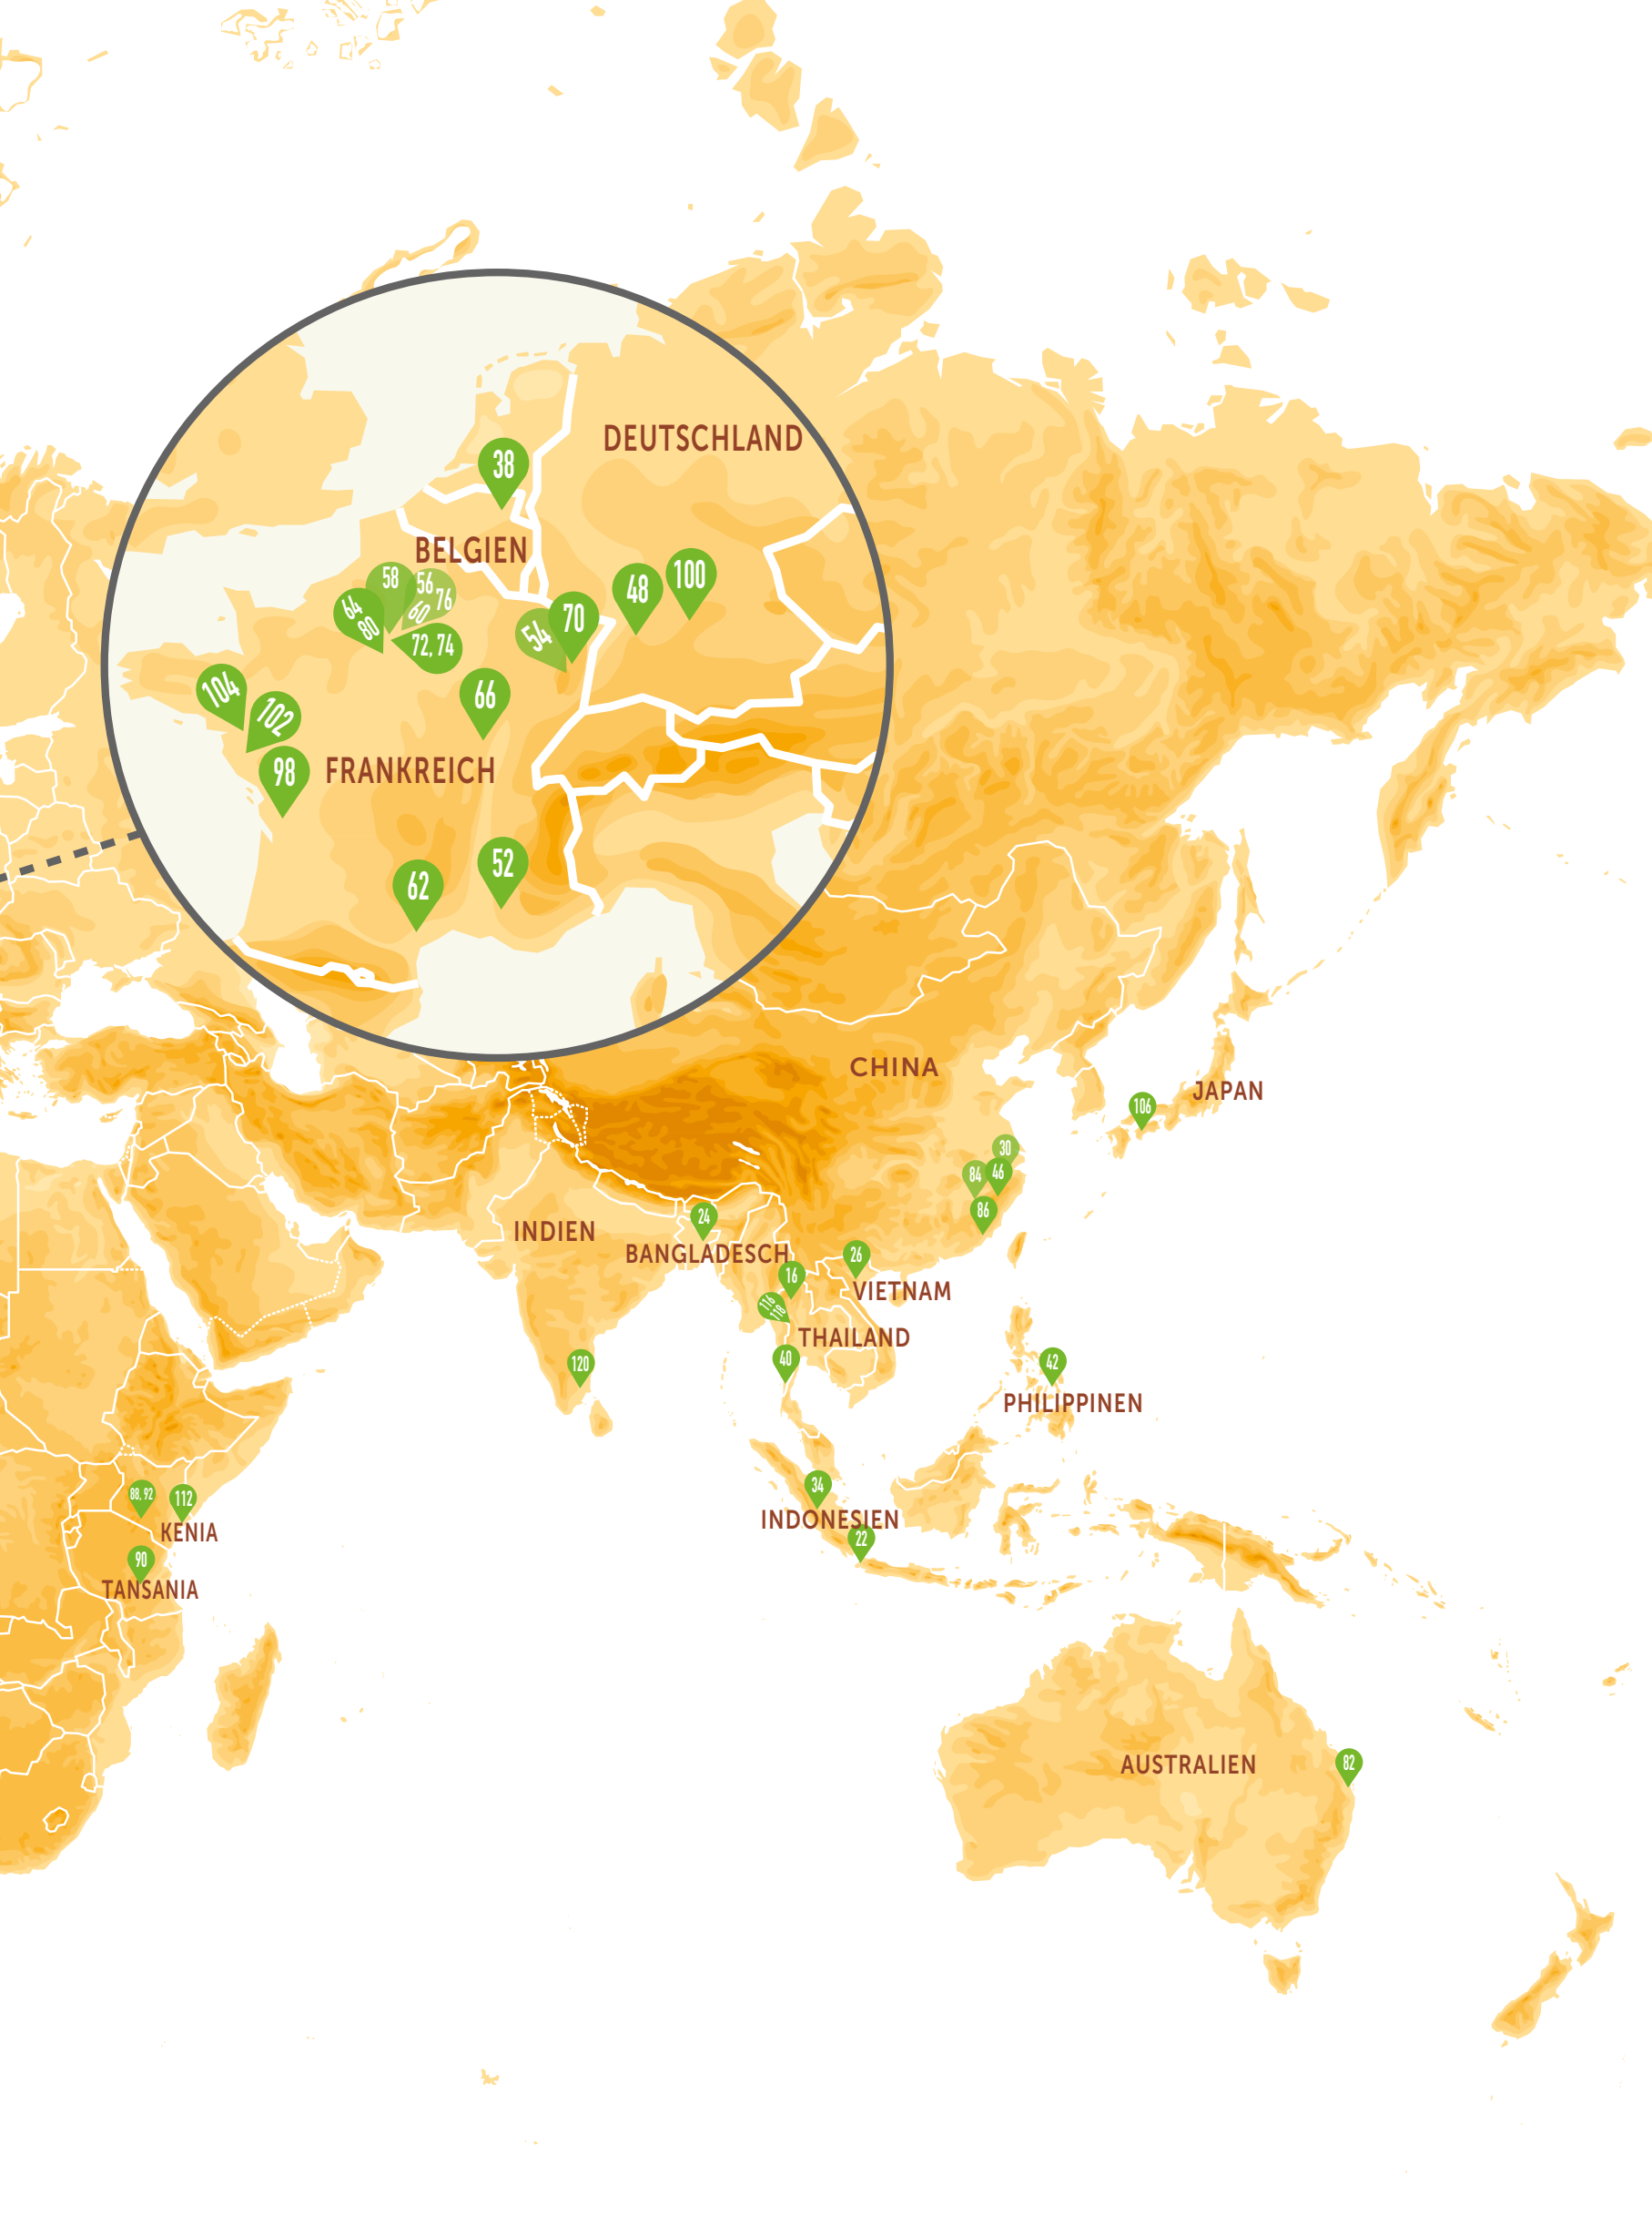 DEUTSCHLAND
38
BELGIEN
58
56
76
60
64
80
72, 74
54
70
48
100
104
102
66
98
FRANKREICH
62
52
CHINA
JAPAN
106
30
84
46
86
24
INDIEN
BANGLADESCH
26
16
VIETNAM
116
118
THAILAND
40
120
42
PHILIPPINEN
88, 92
112
KENIA
34
INDONESIEN
22
90
TANSANIA
AUSTRALIEN
82